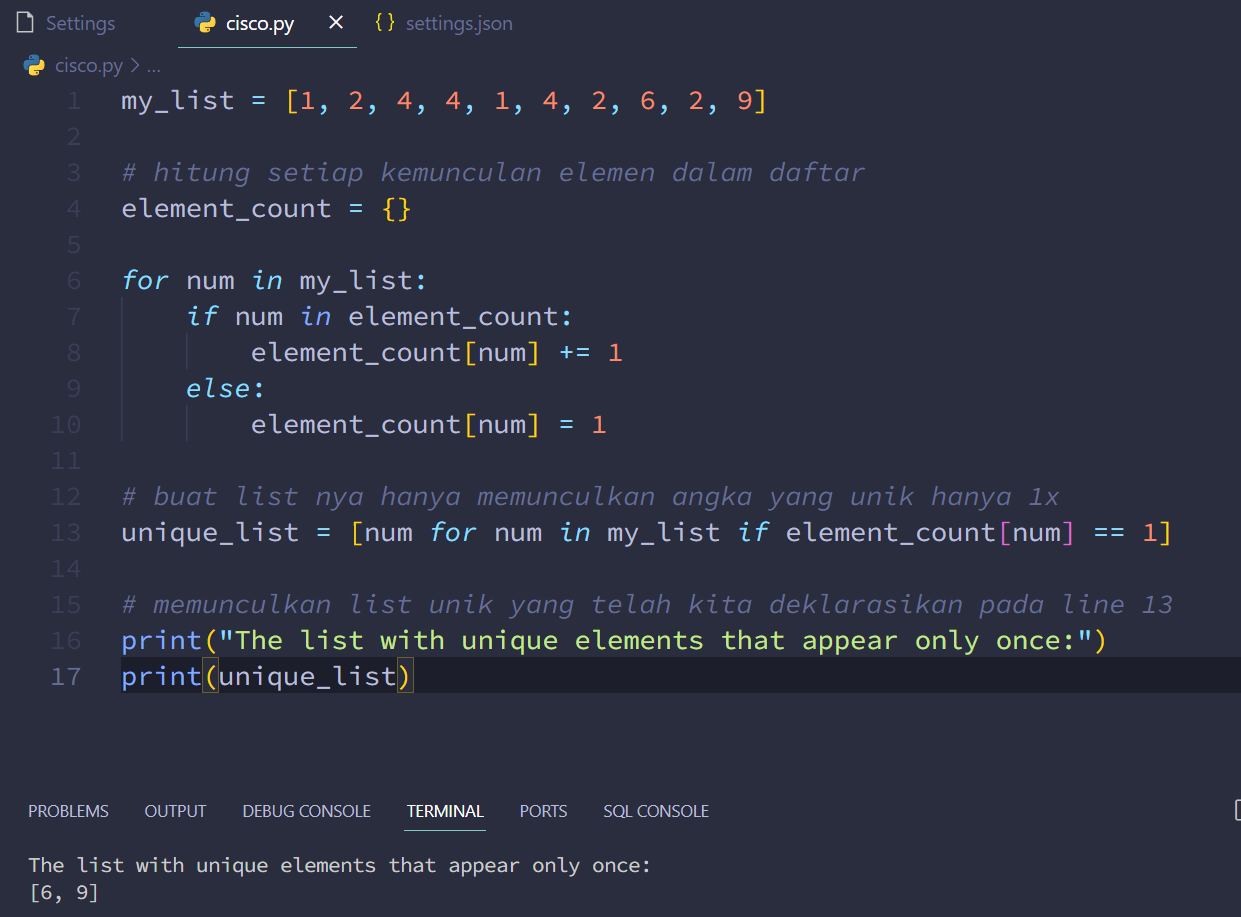 Settings cisco.py {} settings.json
cisco.py > ...
1 my_list = [1, 2, 4, 4, 1, 4, 2, 6, 2, 9]
2
3 # hitung setiap kemunculan elemen dalam daftar
4 element_count = {}
5
6 for num in my_list:
7     if num in element_count:
8         element_count[num] += 1
9     else:
10         element_count[num] = 1
11
12 # buat list nya hanya memunculkan angka yang unik hanya 1x
13 unique_list = [num for num in my_list if element_count[num] == 1]
14
15 # memunculkan list unik yang telah kita deklarasikan pada line 13
16 print("The list with unique elements that appear only once:")
17 print(unique_list)
PROBLEMS OUTPUT DEBUG CONSOLE TERMINAL PORTS SQL CONSOLE
The list with unique elements that appear only once:
[6, 9]